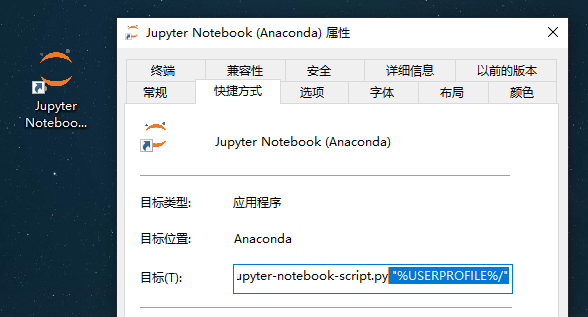 Jupyter
Noteboo...
Jupyter Notebook (Anaconda) 属性
终端 兼容性 安全 详细信息 以前的版本
常规 快捷方式 选项 字体 布局 颜色
Jupyter Notebook (Anaconda)
目标类型: 应用程序
目标位置: Anaconda
目标(T): upyter-notebook-script.py "%USERPROFILE%/"